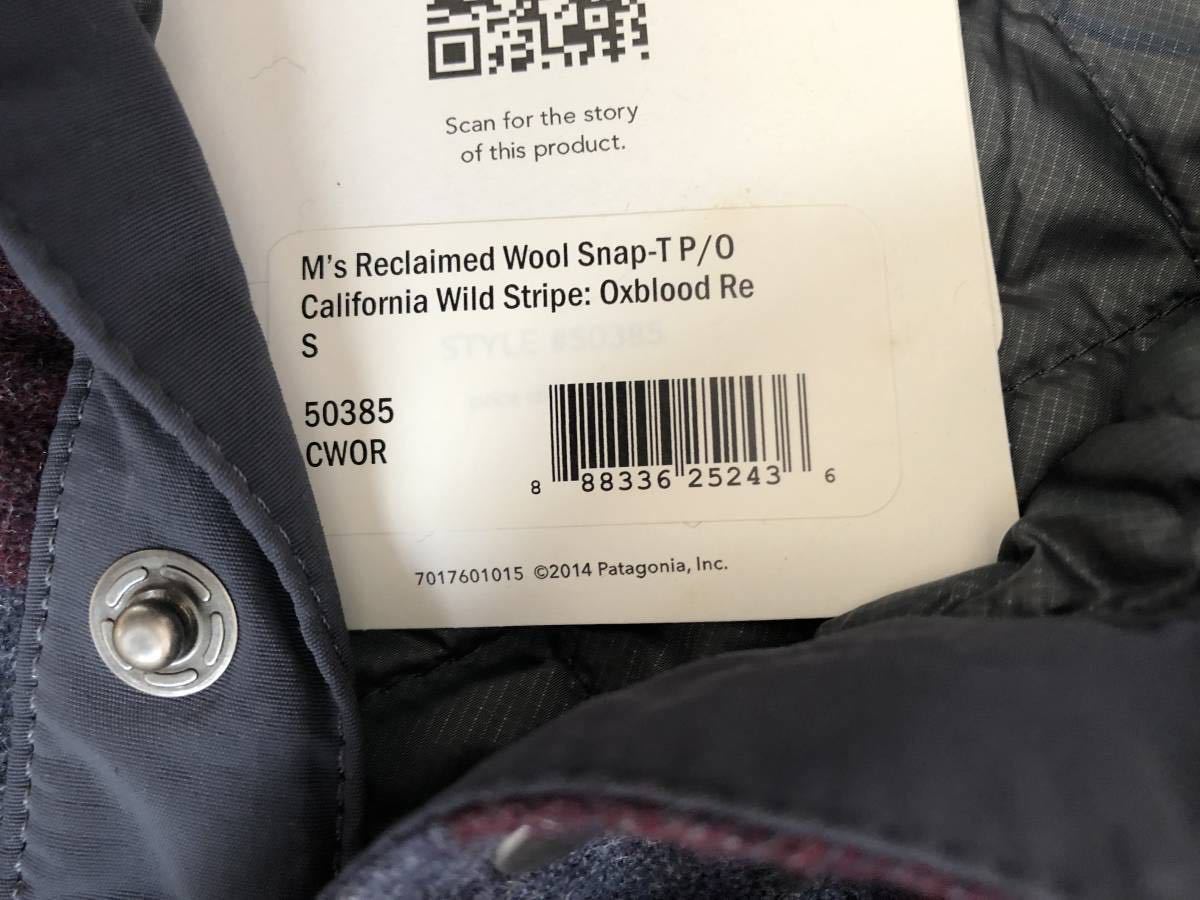 Scan for the story
of this product.
M's Reclaimed Wool Snap-T P/O
California Wild Stripe: Oxblood Re
S
STYLE #50385
50385
CWOR
8 88336 25243 6
7017601015 ©2014 Patagonia, Inc.